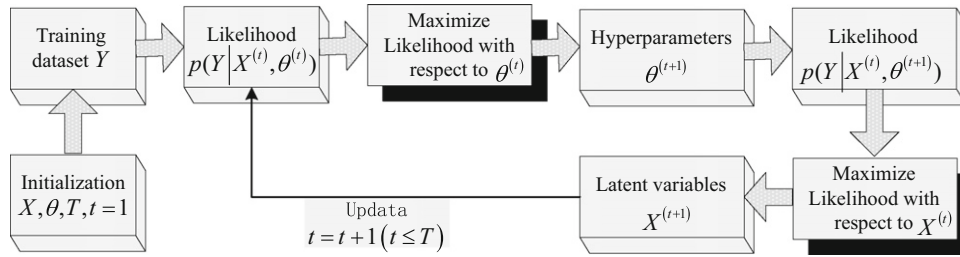 Training
dataset Y
Likelihood
p(Y|X^(t), θ^(t))
Maximize
Likelihood with
respect to θ^(t)
Hyperparameters
θ^(t+1)
Likelihood
p(Y|X^(t), θ^(t+1))
Initialization
X, θ, T, t = 1
Updata
t = t + 1 (t ≤ T)
Latent variables
X^(t+1)
Maximize
Likelihood with
respect to X^(t)